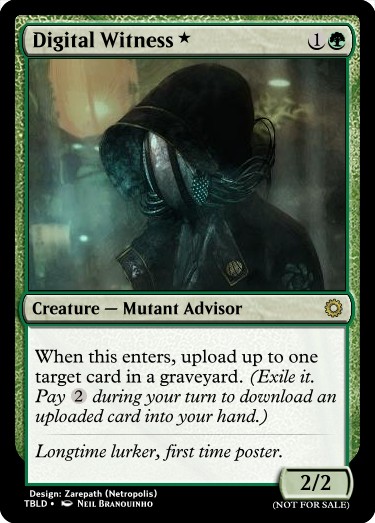 Digital Witness ★ 1
Creature — Mutant Advisor
When this enters, upload up to one
target card in a graveyard. (Exile it.
Pay 2 during your turn to download an
uploaded card into your hand.)
Longtime lurker, first time poster.
2/2
Design: Zarepath (Netropolis)
TBLD • Neil Branquinho
(NOT FOR SALE)